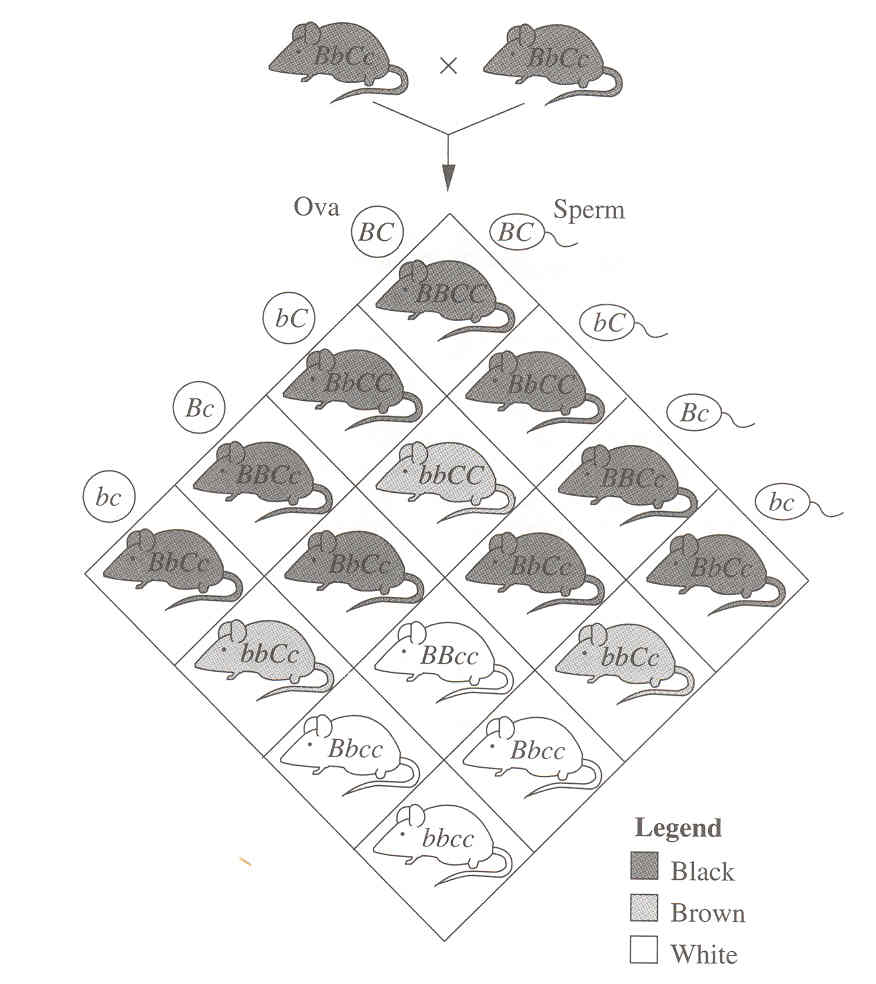 BbCc × BbCc
Ova Sperm
BC BC
BBCC
bC bC
BbCC BbCC
Bc Bc
BBCc bbCC BBCc
bc bc
BbCc BbCc BbCc BbCc
bbCc BBcc bbCc
Bbcc Bbcc
bbcc
Legend
Black
Brown
White